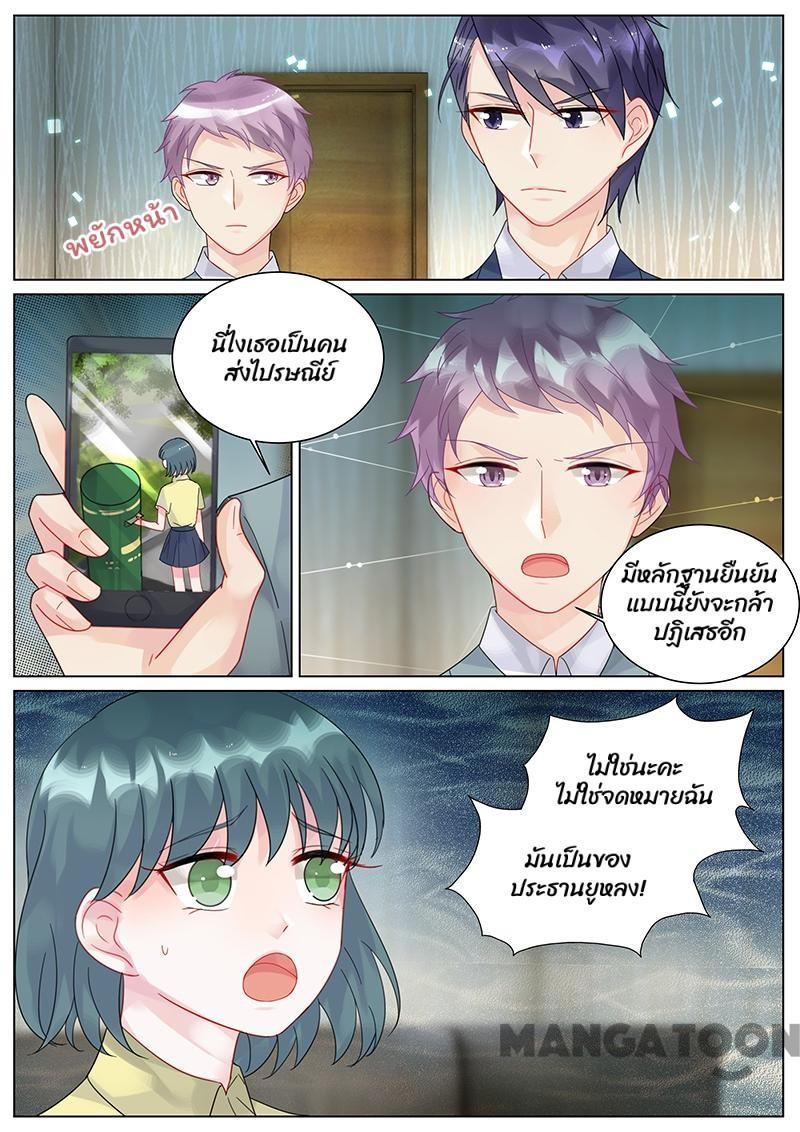 พยักหน้า
นี่ไงเธอเป็นคน
ส่งไปรษณีย์
มีหลักฐานยืนยัน
แบบนี้ยังจะกล้า
ปฏิเสธอีก
ไม่ใช่นะคะ
ไม่ใช่จดหมายฉัน
มันเป็นของ
ประธานยูหลง!
MANGATOON